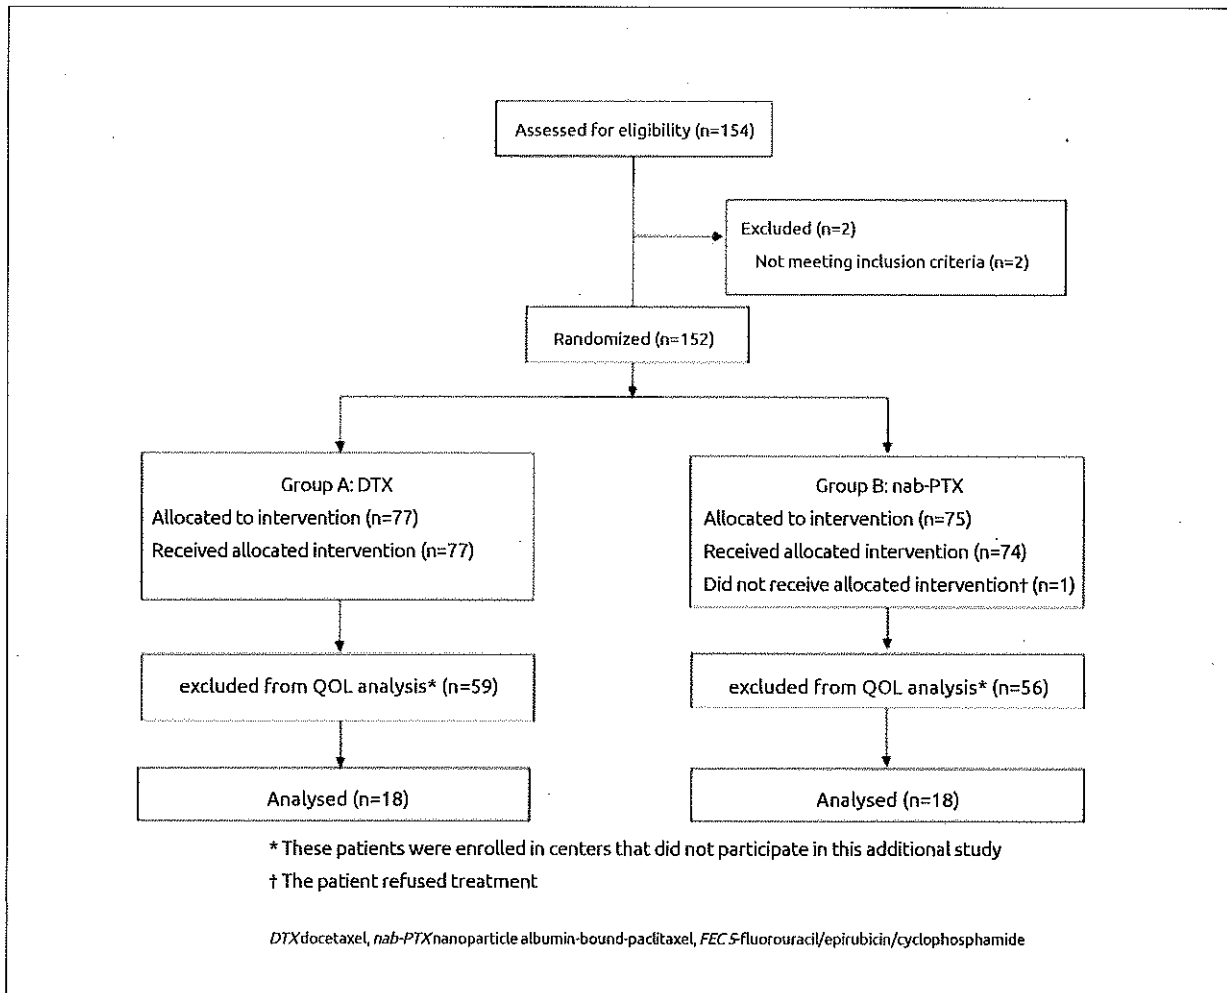 Assessed for eligibility (n=154)
Excluded (n=2)
Not meeting inclusion criteria (n=2)
Randomized (n=152)
Group A: DTX
Allocated to intervention (n=77)
Received allocated intervention (n=77)
Group B: nab-PTX
Allocated to intervention (n=75)
Received allocated intervention (n=74)
Did not receive allocated intervention† (n=1)
excluded from QOL analysis* (n=59)
excluded from QOL analysis* (n=56)
Analysed (n=18)
Analysed (n=18)
* These patients were enrolled in centers that did not participate in this additional study
† The patient refused treatment
DTX docetaxel, nab-PTX nanoparticle albumin-bound-paclitaxel, FEC 5-fluorouracil/epirubicin/cyclophosphamide